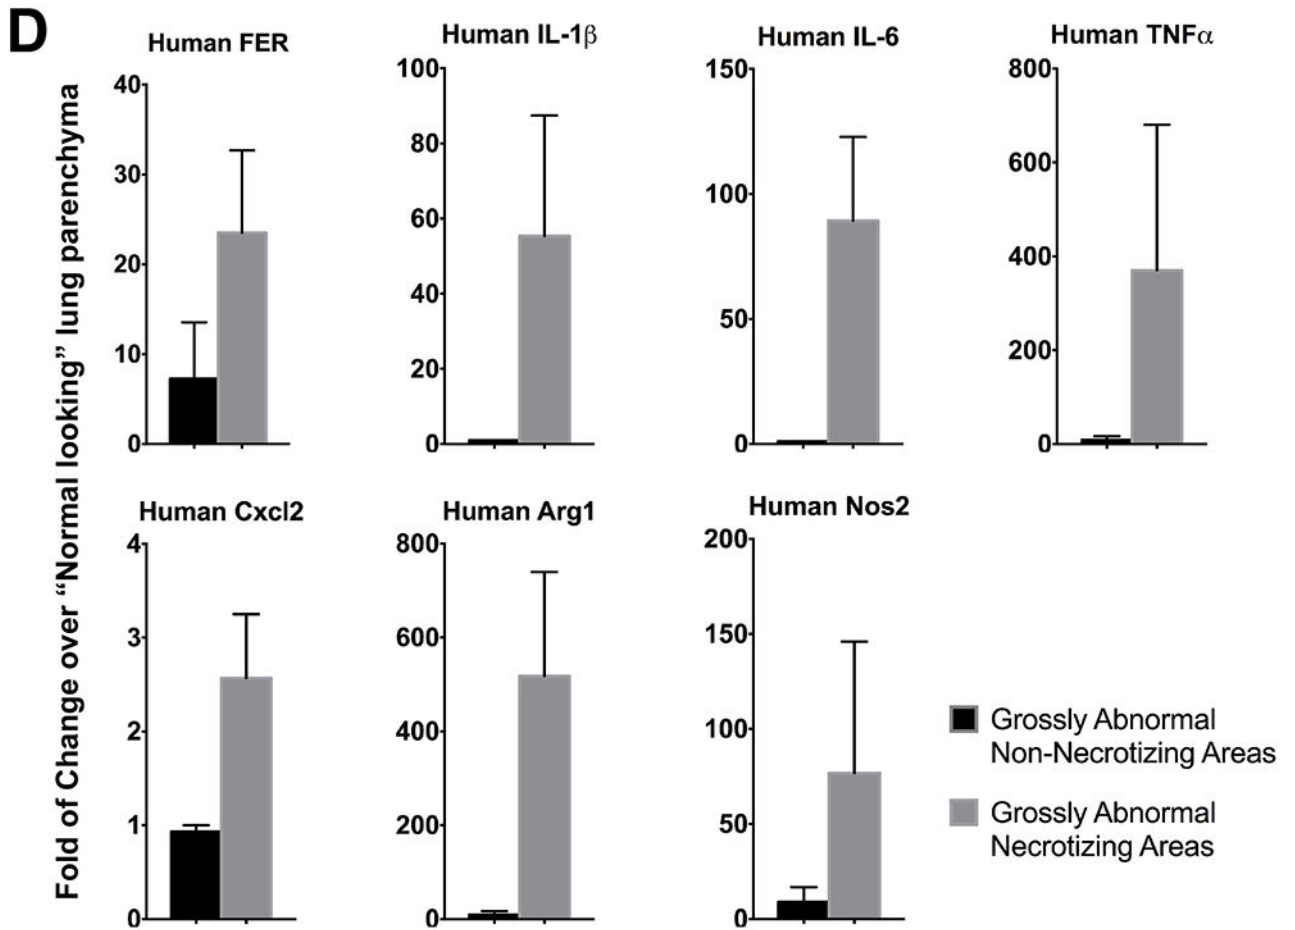 D
Fold of Change over “Normal looking” lung parenchyma
Human FER
40
30
20
10
0
Human IL-1β
100
80
60
40
20
0
Human IL-6
150
100
50
0
Human TNFα
800
600
400
200
0
Human Cxcl2
4
3
2
1
0
Human Arg1
800
600
400
200
0
Human Nos2
200
150
100
50
0
Grossly Abnormal
Non-Necrotizing Areas
Grossly Abnormal
Necrotizing Areas